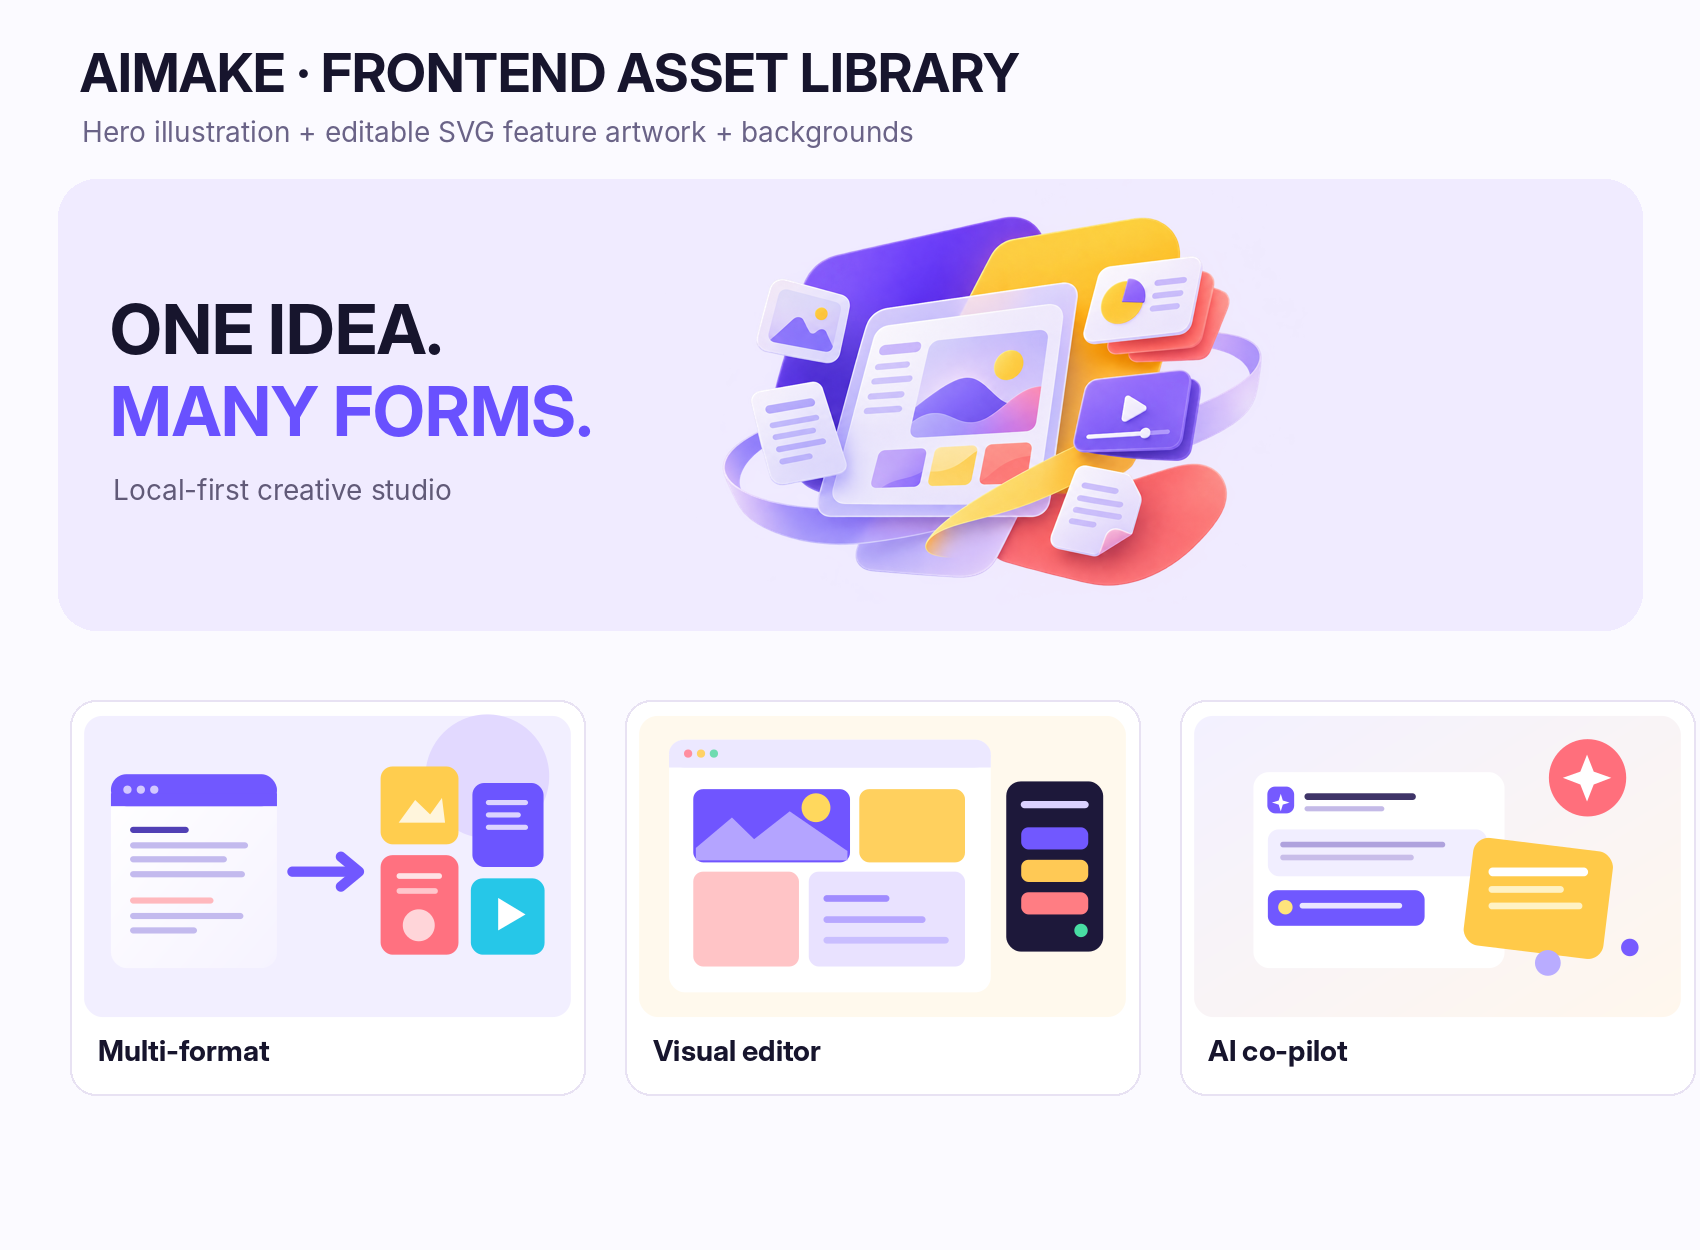 AIMAKE · FRONTEND ASSET LIBRARY
Hero illustration + editable SVG feature artwork + backgrounds
ONE IDEA.
MANY FORMS.
Local-first creative studio
Multi-format
Visual editor
AI co-pilot